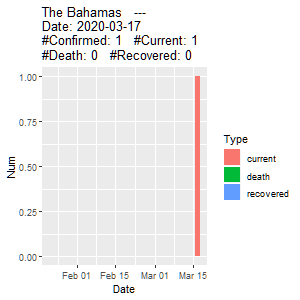 The Bahamas   ---
Date: 2020-03-17
#Confirmed: 1   #Current: 1
#Death: 0   #Recovered: 0
1.00
0.75
0.50
0.25
0.00
Num
Feb 01
Feb 15
Mar 01
Mar 15
Date
Type
current
death
recovered